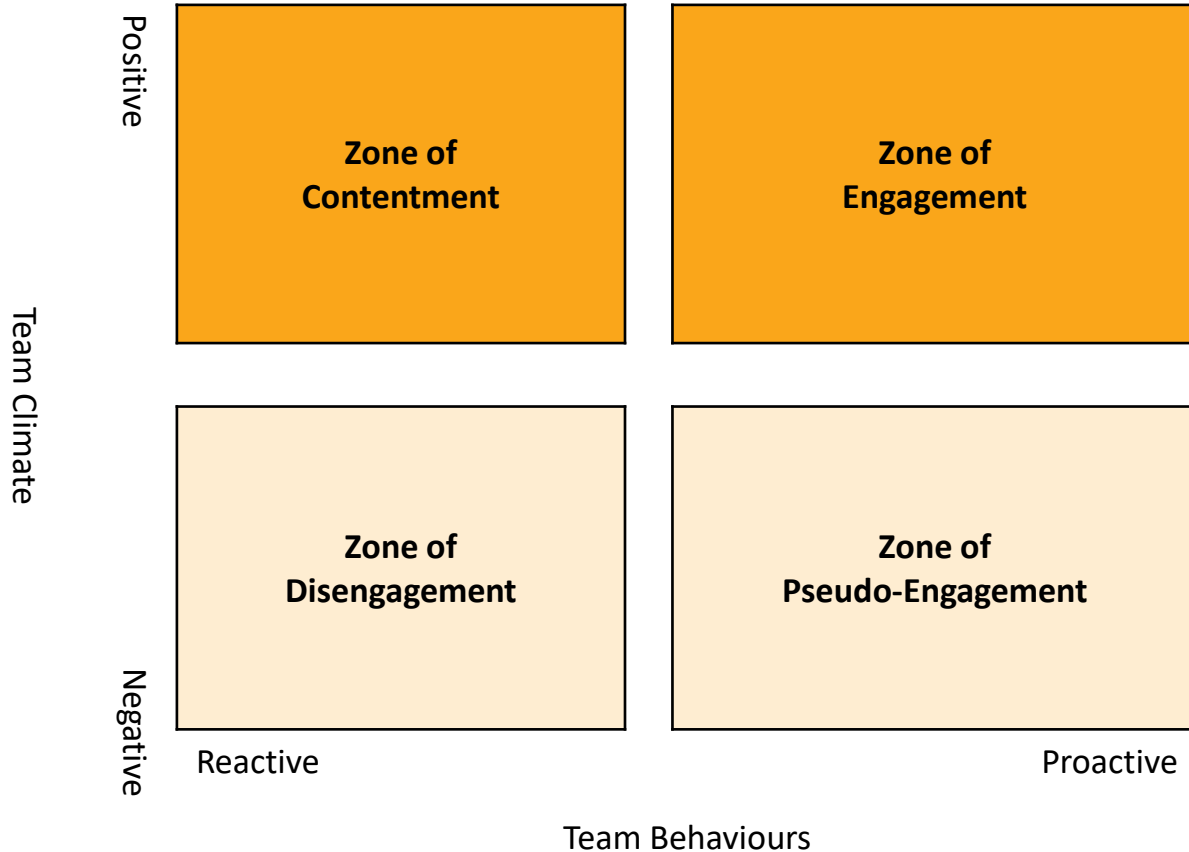 Positive
Zone of
Contentment
Zone of
Engagement
Team Climate
Zone of
Disengagement
Zone of
Pseudo-Engagement
Negative
Reactive
Proactive
Team Behaviours